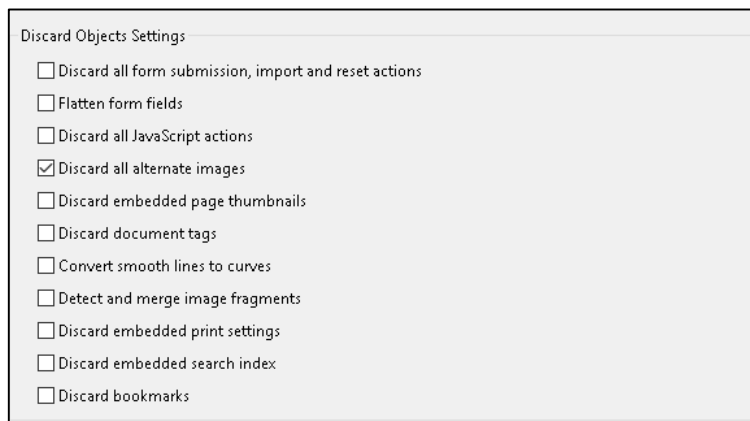 Discard Objects Settings
Discard all form submission, import and reset actions
Flatten form fields
Discard all JavaScript actions
Discard all alternate images
Discard embedded page thumbnails
Discard document tags
Convert smooth lines to curves
Detect and merge image fragments
Discard embedded print settings
Discard embedded search index
Discard bookmarks